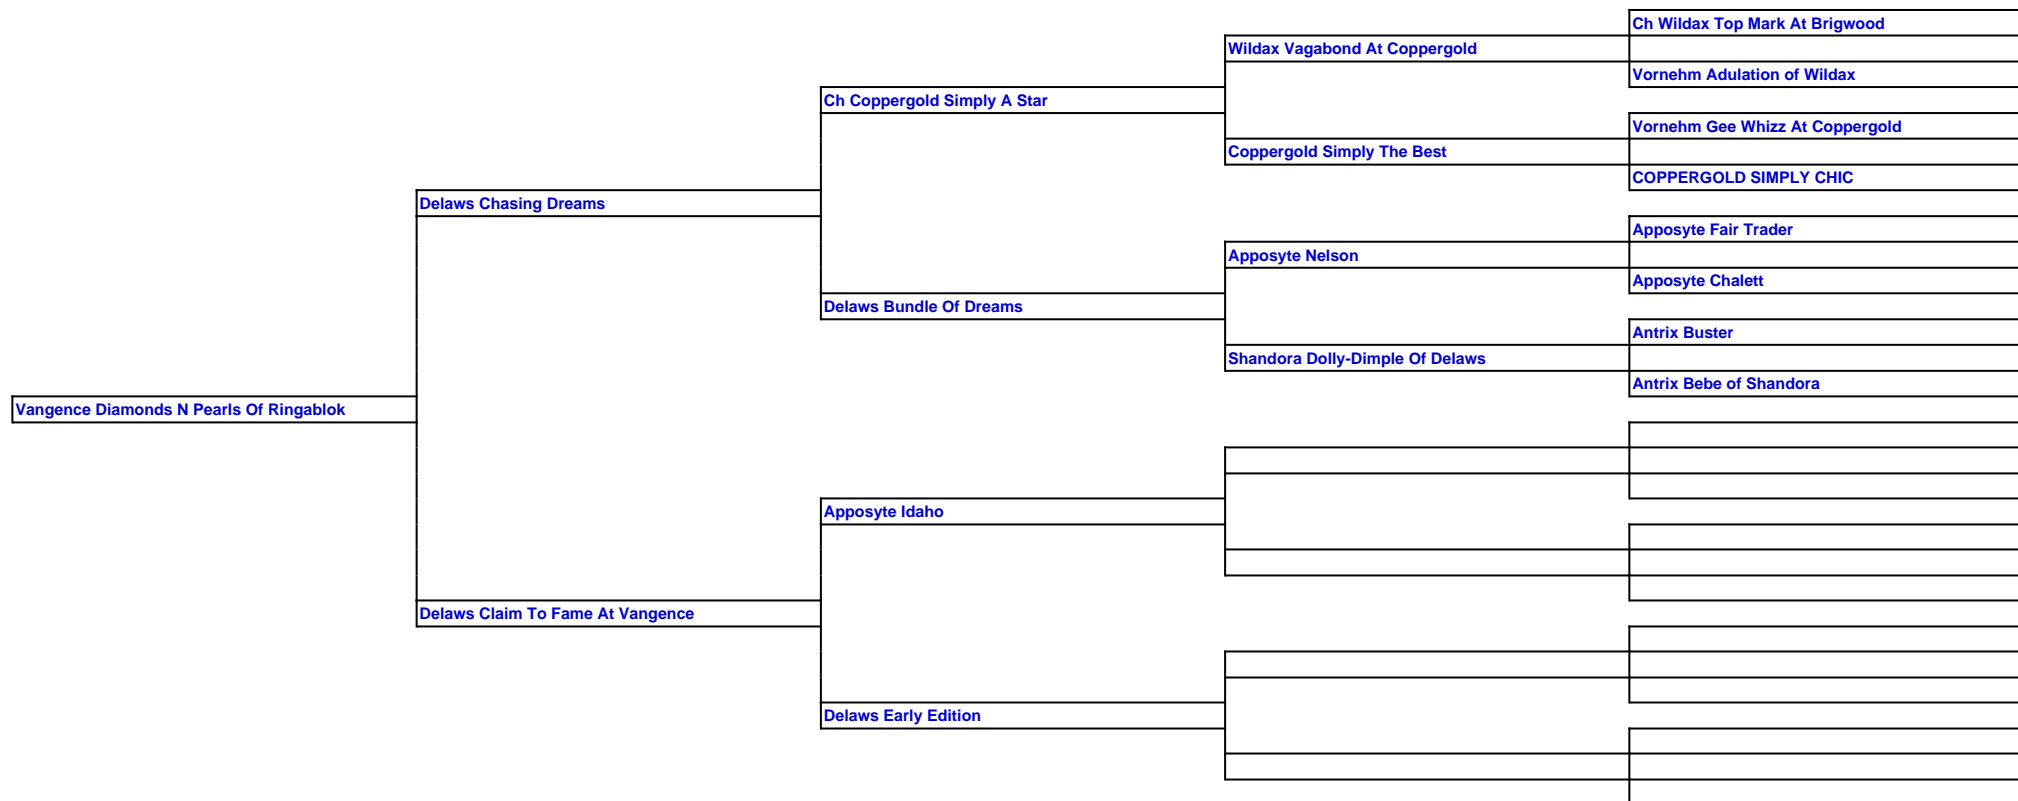 Ch Wildax Top Mark At Brigwood
Wildax Vagabond At Coppergold
Vornehm Adulation of Wildax
Ch Coppergold Simply A Star
Vornehm Gee Whizz At Coppergold
Coppergold Simply The Best
COPPERGOLD SIMPLY CHIC
Delaws Chasing Dreams
Apposyte Fair Trader
Apposyte Nelson
Apposyte Chalett
Delaws Bundle Of Dreams
Antrix Buster
Shandora Dolly-Dimple Of Delaws
Antrix Bebe of Shandora
Vangence Diamonds N Pearls Of Ringablok
Apposyte Idaho
Delaws Claim To Fame At Vangence
Delaws Early Edition